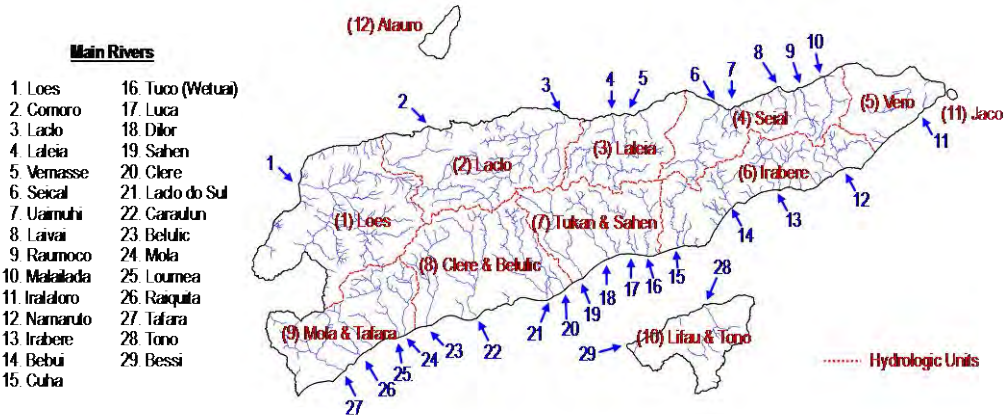 Main Rivers
1. Loes
2. Comoro
3. Laclo
4. Laleia
5. Vemasse
6. Seical
7. Uaimuhi
8. Laivai
9. Raumoco
10. Malailada
11. Iralaloro
12. Namaruto
13. Irabere
14. Bebui
15. Cuha
16. Tuco (Wetuai)
17. Luca
18. Dilor
19. Sahen
20. Clere
21. Laclo do Sul
22. Caraulun
23. Belulic
24. Mola
25. Loumea
26. Raiquita
27. Tafara
28. Tono
29. Bessi
(12) Atauro
10
9
8
7
6
5
4
3
2
1
(5) Vero
(4) Seial
(11) Jaco
11
(3) Laleia
(2) Laclo
(6) Irabere
12
13
14
(1) Loes
(7) Tukan & Sahen
15
16
17
18
(8) Clere & Belulic
19
20
21
28
(9) Mola & Tafara
22
23
24
25.
26
27
(10) Lifau & Tono
29
Hydrologic Units